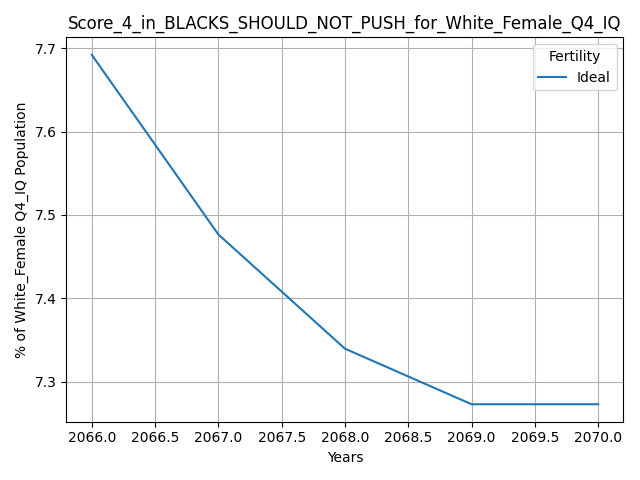 Score_4_in_BLACKS_SHOULD_NOT_PUSH_for_White_Female_Q4_IQ
Fertility
Ideal
% of White_Female Q4_IQ Population
7.7
7.6
7.5
7.4
7.3
2066.0 2066.5 2067.0 2067.5 2068.0 2068.5 2069.0 2069.5 2070.0
Years